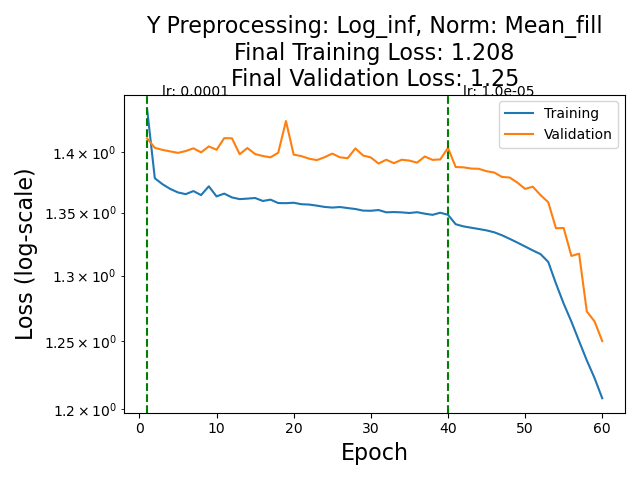 Y Preprocessing: Log_inf, Norm: Mean_fill
Final Training Loss: 1.208
Final Validation Loss: 1.25
lr: 0.0001
lr: 1.0e-05
Training
Validation
1.4 × 10⁰
1.35 × 10⁰
1.3 × 10⁰
1.25 × 10⁰
1.2 × 10⁰
Loss (log-scale)
0 10 20 30 40 50 60
Epoch